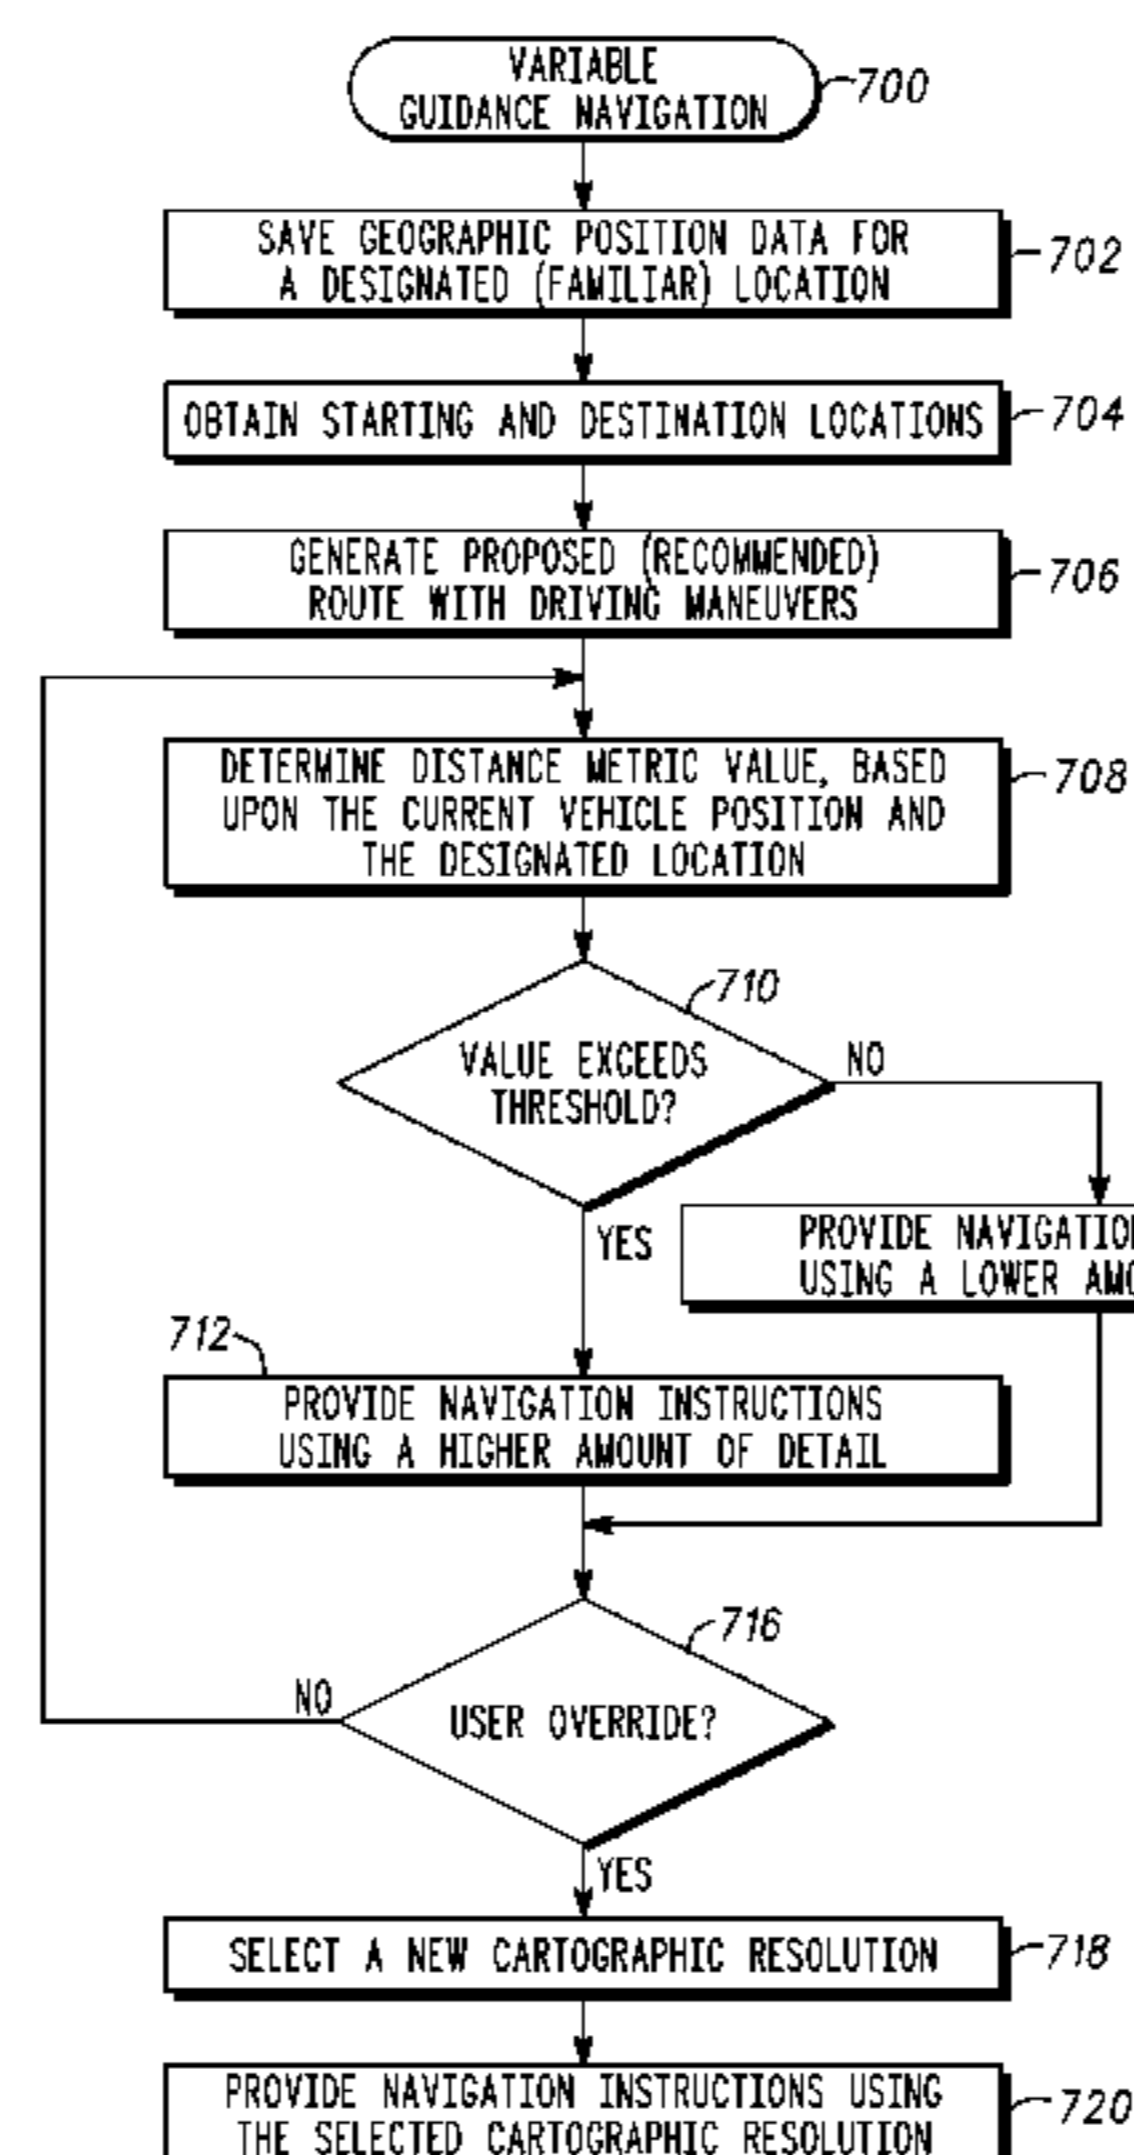 VARIABLE
GUIDANCE NAVIGATION
700
SAVE GEOGRAPHIC POSITION DATA FOR
A DESIGNATED (FAMILIAR) LOCATION
702
OBTAIN STARTING AND DESTINATION LOCATIONS
704
GENERATE PROPOSED (RECOMMENDED)
ROUTE WITH DRIVING MANEUVERS
706
DETERMINE DISTANCE METRIC VALUE, BASED
UPON THE CURRENT VEHICLE POSITION AND
THE DESIGNATED LOCATION
708
710
VALUE EXCEEDS
THRESHOLD?
NO
YES
PROVIDE
USING A LOWER
712
PROVIDE NAVIGATION INSTRUCTIONS
USING A HIGHER AMOUNT OF DETAIL
716
USER OVERRIDE?
NO
YES
SELECT A NEW CARTOGRAPHIC RESOLUTION
718
PROVIDE NAVIGATION INSTRUCTIONS USING
THE SELECTED CARTOGRAPHIC RESOLUTION
720